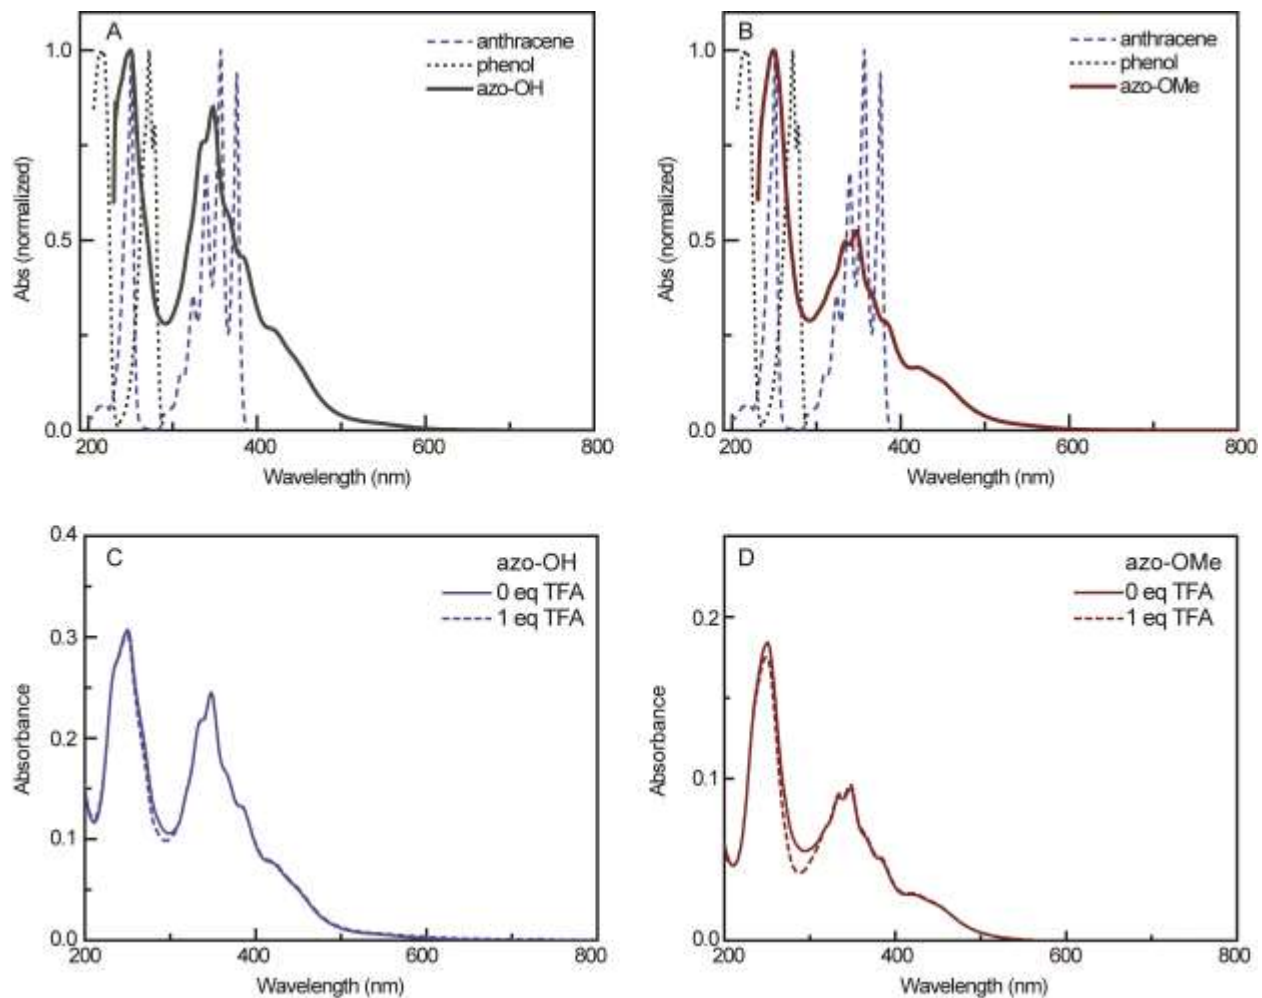 A
anthracene
phenol
azo-OH
1.0
0.5
0.0
Abs (normalized)
200 400 600 800
Wavelength (nm)
B
anthracene
phenol
azo-OMe
1.0
0.5
0.0
Abs (normalized)
200 400 600 800
Wavelength (nm)
C
azo-OH
0 eq TFA
1 eq TFA
0.4
0.3
0.2
0.1
0.0
Absorbance
200 400 600 800
Wavelength (nm)
D
azo-OMe
0 eq TFA
1 eq TFA
0.2
0.1
0.0
Absorbance
200 400 600 800
Wavelength (nm)